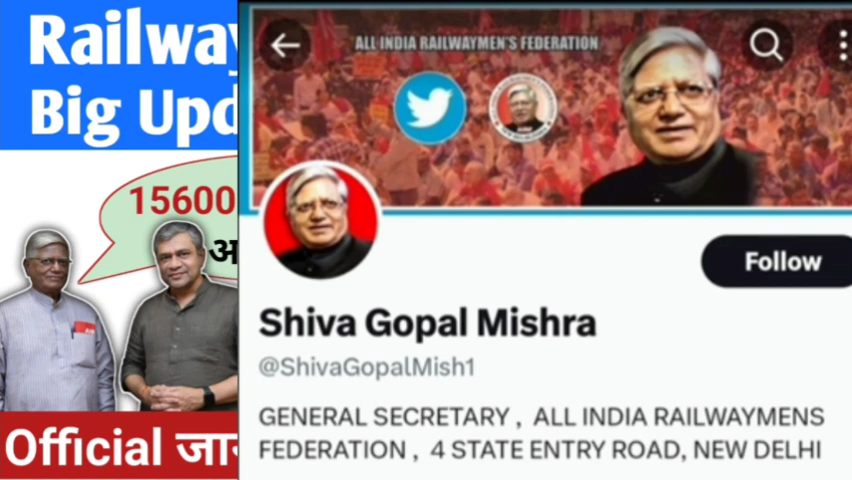 Railway
Big Upd
15600
अ
Official जान
ALL INDIA RAILWAYMEN'S FEDERATION
Follow
Shiva Gopal Mishra
@ShivaGopalMish1
GENERAL SECRETARY , ALL INDIA RAILWAYMENS
FEDERATION , 4 STATE ENTRY ROAD, NEW DELHI